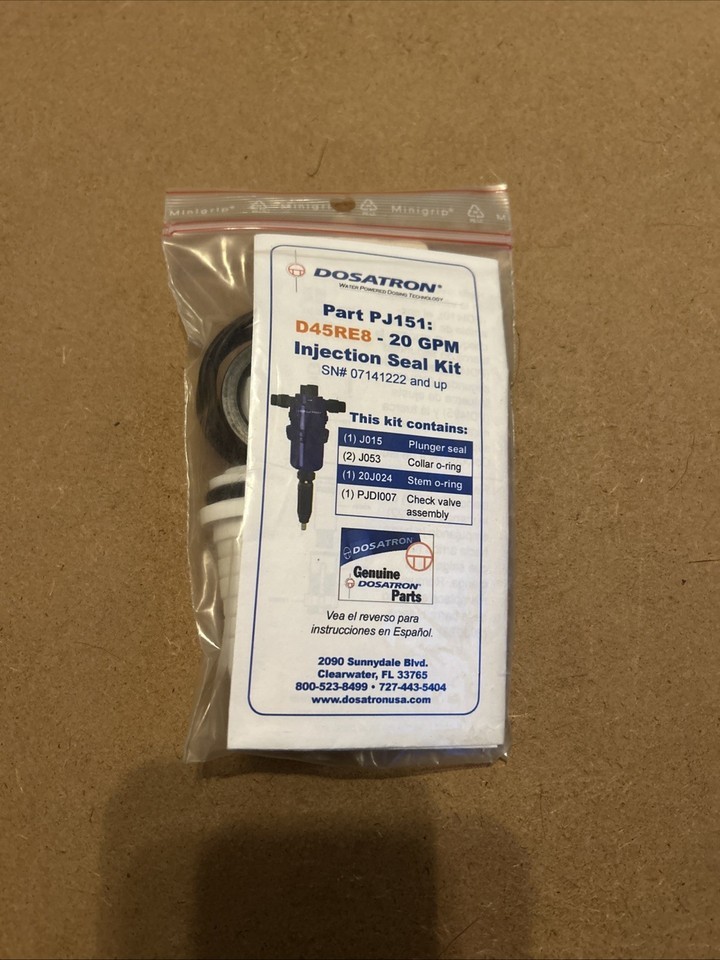 Minigrip® Minigrip® Minigrip® M
DOSATRON®
WATER POWERED DOSING TECHNOLOGY
Part PJ151:
D45RE8 - 20 GPM
Injection Seal Kit
SN# 07141222 and up
This kit contains:
(1) J015 Plunger seal
(2) J053 Collar o-ring
(1) 20J024 Stem o-ring
(1) PJDI007 Check valve
assembly
DOSATRON
Genuine
DOSATRON®
Parts
Vea el reverso para
instrucciones en Español.
2090 Sunnydale Blvd.
Clearwater, FL 33765
800-523-8499 • 727-443-5404
www.dosatronusa.com